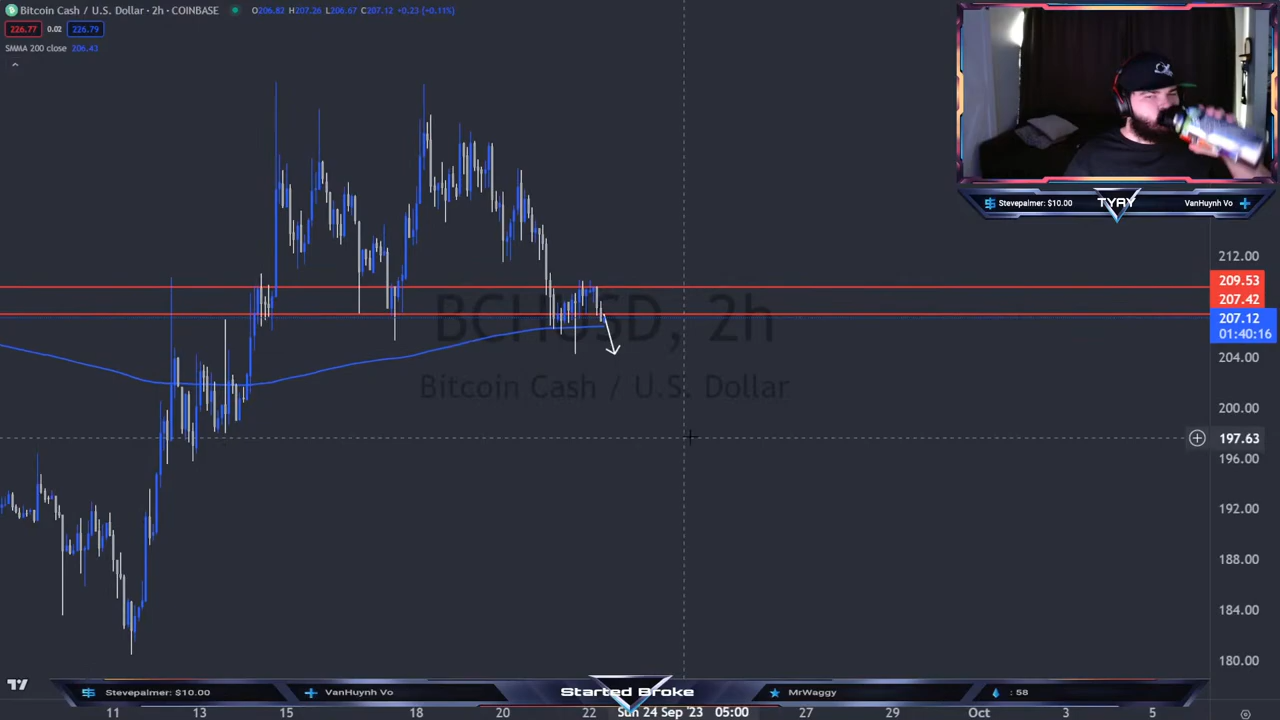 Bitcoin Cash / U.S. Dollar · 2h · COINBASE O206.82 H207.26 L206.67 C207.12 +0.23 (+0.11%)
226.77 0.02 226.79
SMMA 200 close 206.43
Stevepalmer: $10.00 TYAY VanHuynh Vo
212.00
209.53
207.42
207.12
01:40:16
204.00
200.00
197.63
196.00
192.00
188.00
184.00
180.00
BCHUSD, 2h
Bitcoin Cash / U.S. Dollar
Stevepalmer: $10.00 VanHuynh Vo Started Broke MrWaggy : 58
11 13 15 18 20 22 Sun 24 Sep '23 05:00 27 29 Oct 3 5